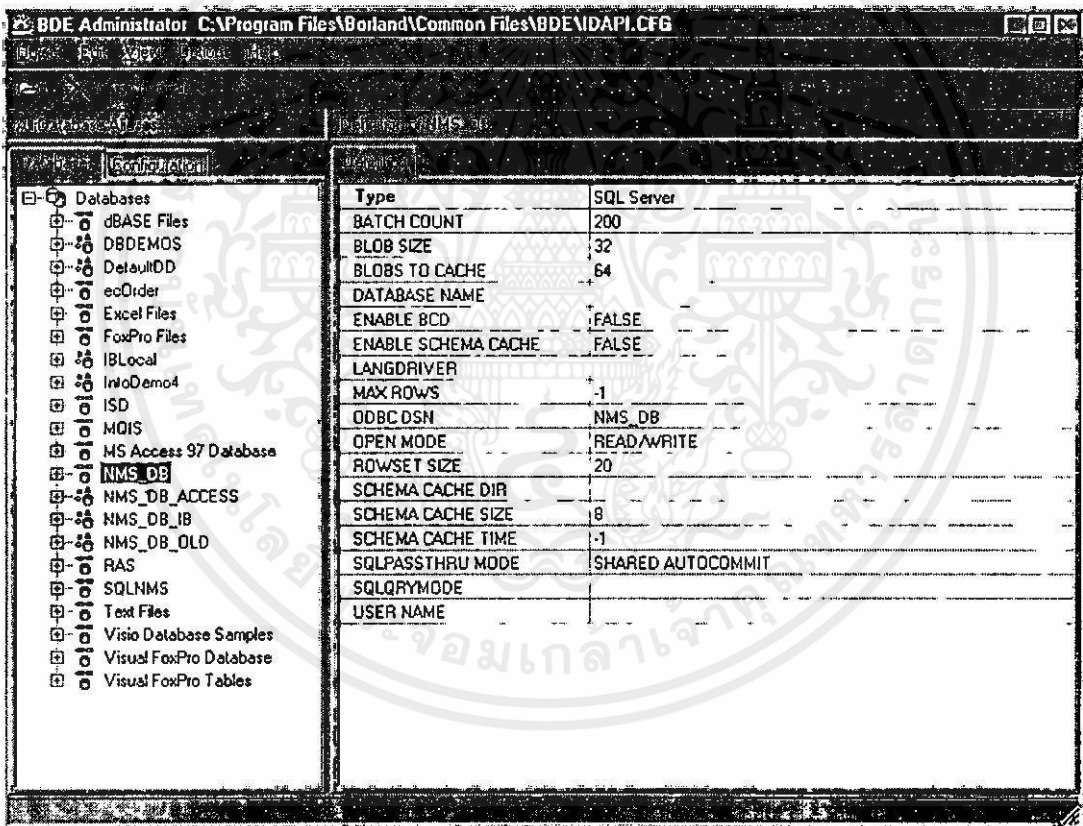 BDE Administrator C:\Program Files\Borland\Common Files\BDE\IDAPI.CFG
Configuration
Databases
dBASE Files
DBDEMOS
DefaultDD
ecOrder
Excel Files
FoxPro Files
IBLocal
InfoDemo4
ISD
MQIS
MS Access 97 Database
NMS_DB
NMS_DB_ACCESS
NMS_DB_IB
NMS_DB_OLD
RAS
SQLNMS
Text Files
Visio Database Samples
Visual FoxPro Database
Visual FoxPro Tables
Type SQL Server
BATCH COUNT 200
BLOB SIZE 32
BLOBS TO CACHE 64
DATABASE NAME
ENABLE BCD FALSE
ENABLE SCHEMA CACHE FALSE
LANGDRIVER
MAX ROWS -1
ODBC DSN NMS_DB
OPEN MODE READ/WRITE
ROWSET SIZE 20
SCHEMA CACHE DIR
SCHEMA CACHE SIZE 8
SCHEMA CACHE TIME -1
SQLPASSTHRU MODE SHARED AUTOCOMMIT
SQLQRYMODE
USER NAME